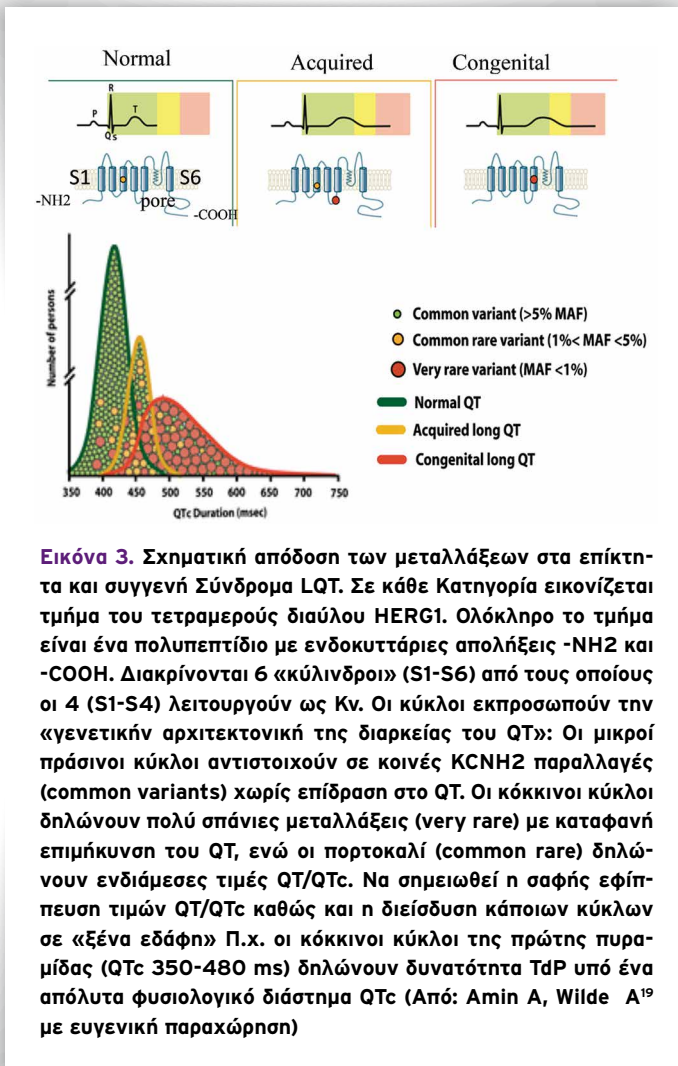 Normal
Acquired
Congenital
R
P
T
Q
s
S1
S6
-NH2
pore
-COOH
Number of persons
Common variant (>5% MAF)
Common rare variant (1%< MAF <5%)
Very rare variant (MAF <1%)
Normal QT
Acquired long QT
Congenital long QT
350 400 450 500 550 600 650 700 750
QTc Duration (msec)
Εικόνα 3. Σχηματική απόδοση των μεταλλάξεων στα επίκτη-
τα και συγγενή Σύνδρομα LQT. Σε κάθε Κατηγορία εικονίζεται
τμήμα του τετραμερούς διαύλου HERG1. Ολόκληρο το τμήμα
είναι ένα πολυπεπτίδιο με ενδοκυττάριες απολήξεις -NH2 και
-COOH. Διακρίνονται 6 «κύλινδροι» (S1-S6) από τους οποίους
οι 4 (S1-S4) λειτουργούν ως Kv. Οι κύκλοι εκπροσωπούν την
«γενετικήν αρχιτεκτονική της διαρκείας του QT»: Οι μικροί
πράσινοι κύκλοι αντιστοιχούν σε κοινές KCNH2 παραλλαγές
(common variants) χωρίς επίδραση στο QT. Οι κόκκινοι κύκλοι
δηλώνουν πολύ σπάνιες μεταλλάξεις (very rare) με καταφανή
επιμήκυνση του QT, ενώ οι πορτοκαλί (common rare) δηλώ-
νουν ενδιάμεσες τιμές QT/QTc. Να σημειωθεί η σαφής εφίπ-
πευση τιμών QT/QTc καθώς και η διείσδυση κάποιων κύκλων
σε «ξένα εδάφη» Π.χ. οι κόκκινοι κύκλοι της πρώτης πυρα-
μίδας (QTc 350-480 ms) δηλώνουν δυνατότητα TdP υπό ένα
απόλυτα φυσιολογικό διάστημα QTc (Από: Amin A, Wilde A¹⁹
με ευγενική παραχώρηση)